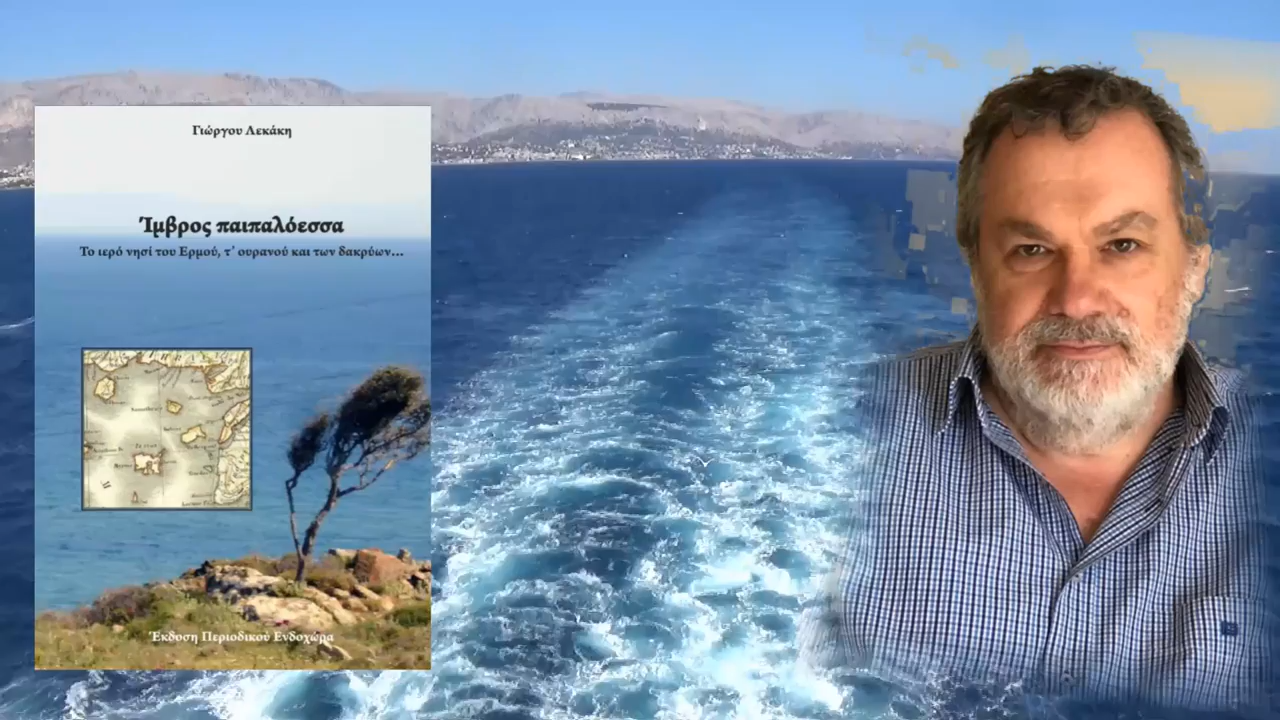 Γιώργου Λεκάκη
Ίμβρος παιπαλόεσσα
Το ιερό νησί του Ερμού, τ’ ουρανού και των δακρύων...
Έκδοση Περιοδικού Ενδοχώρα